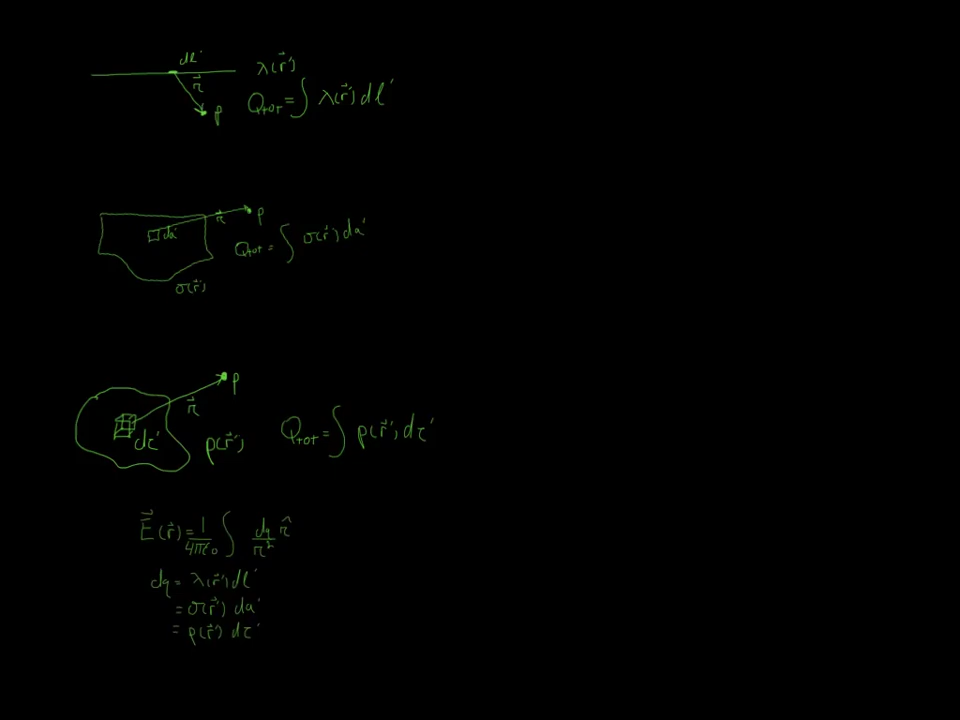 dl′
λ(r⃗′)
𝓇⃗
p
Q_TOT = ∫ λ(r⃗′) dl′
𝓇⃗
p
da′
Q_TOT = ∫ σ(r⃗′) da′
σ(r⃗′)
p
𝓇⃗
dτ′
ρ(r⃗′)
Q_TOT = ∫ ρ(r⃗′) dτ′
E⃗(r⃗) = 1/4πε₀ ∫ dq/𝓇² 𝓇̂
dq = λ(r⃗′) dl′
= σ(r⃗′) da′
= ρ(r⃗′) dτ′